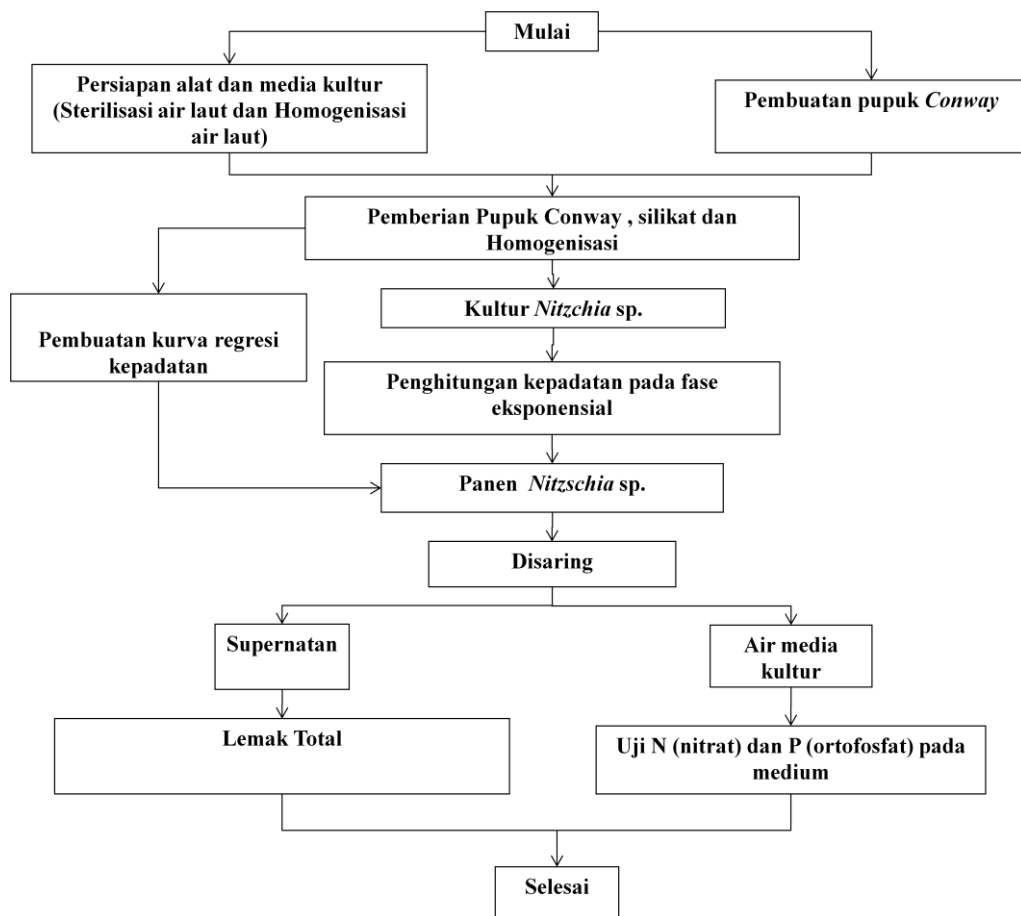 Mulai
Persiapan alat dan media kultur
(Sterilisasi air laut dan Homogenisasi
air laut)
Pembuatan pupuk Conway
Pemberian Pupuk Conway , silikat dan
Homogenisasi
Kultur Nitzchia sp.
Pembuatan kurva regresi
kepadatan
Penghitungan kepadatan pada fase
eksponensial
Panen Nitzschia sp.
Disaring
Supernatan
Air media
kultur
Lemak Total
Uji N (nitrat) dan P (ortofosfat) pada
medium
Selesai